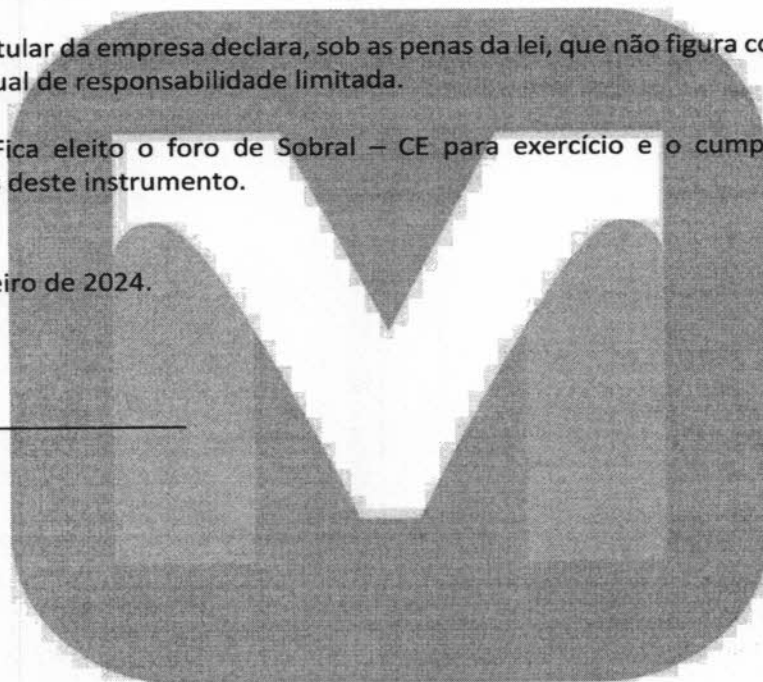 tular da empresa declara, sob as penas da lei, que não figura co
ual de responsabilidade limitada.
Fica eleito o foro de Sobral – CE para exercício e o cump
deste instrumento.
eiro de 2024.